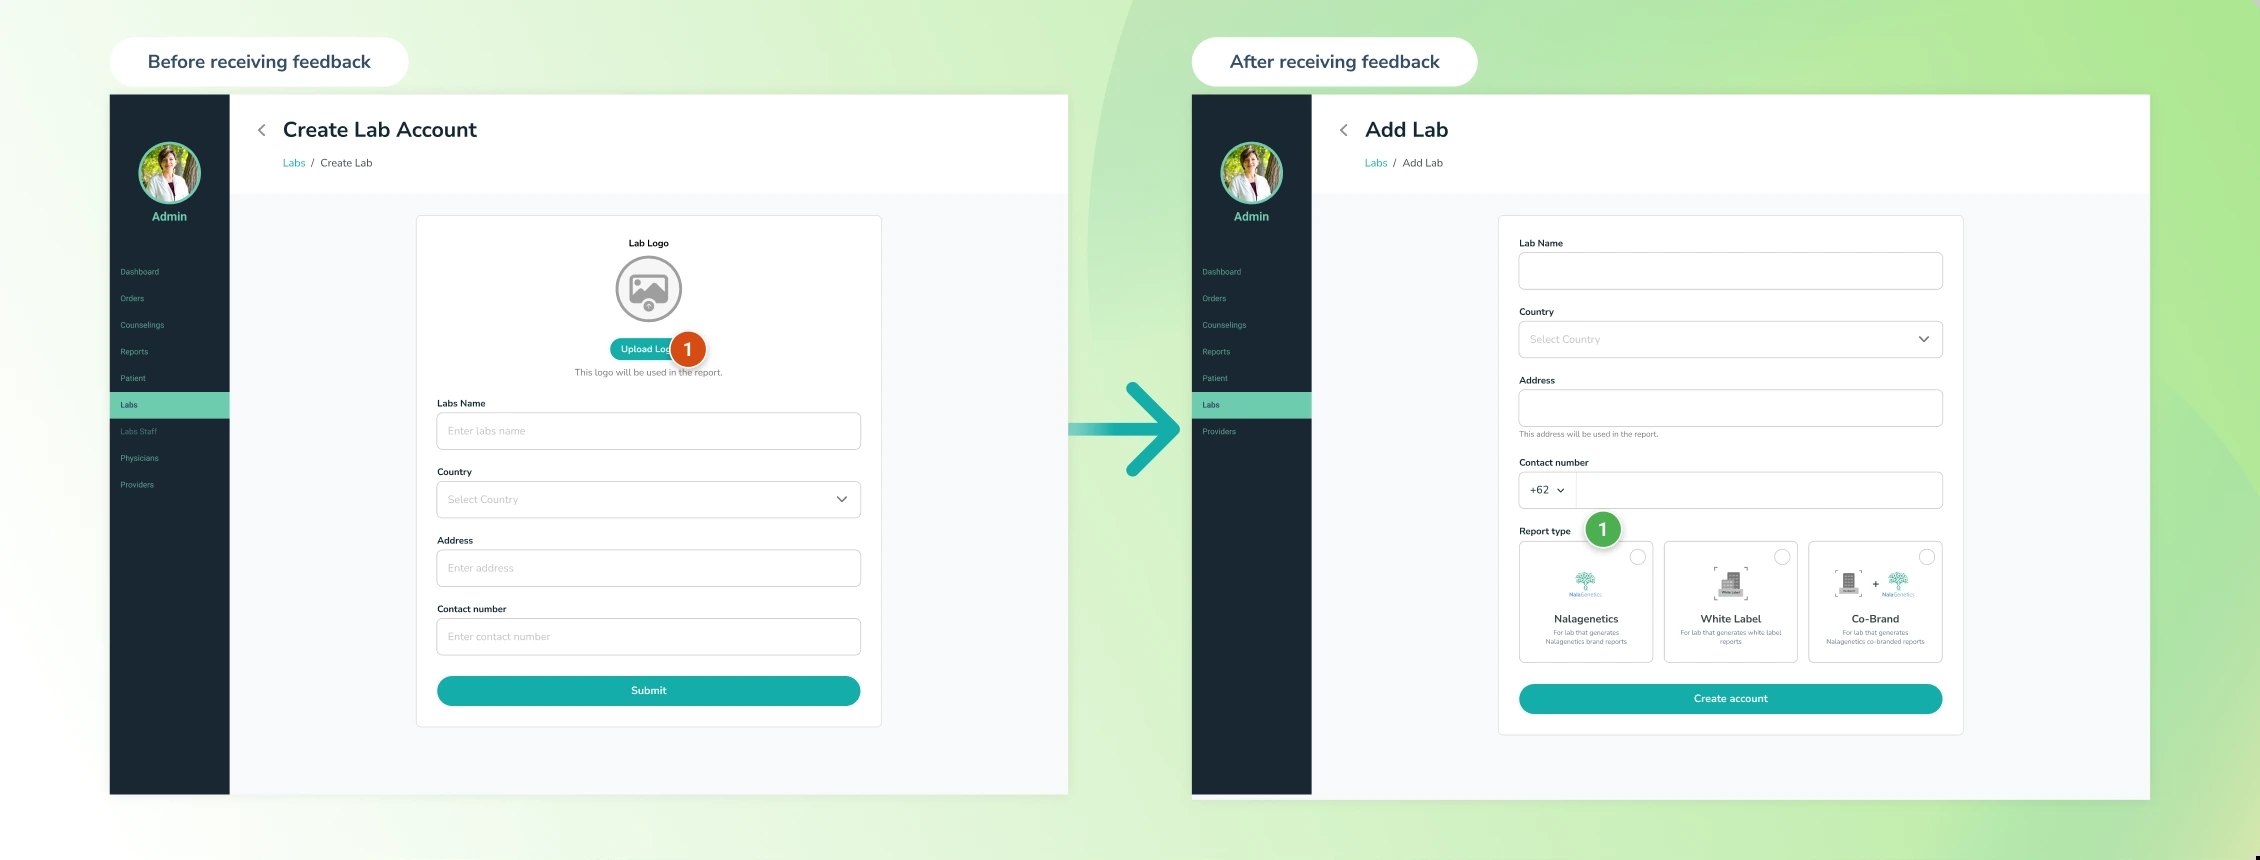 Before receiving feedback
Admin
Dashboard
Orders
Counselings
Reports
Patient
Labs
Labs Staff
Physicians
Providers
Create Lab Account
Labs / Create Lab
Lab Logo
Upload Log
1
This logo will be used in the report.
Labs Name
Enter labs name
Country
Select Country
Address
Enter address
Contact number
Enter contact number
Submit
After receiving feedback
Admin
Dashboard
Orders
Counselings
Reports
Patient
Labs
Providers
Add Lab
Labs / Add Lab
Lab Name
Country
Select Country
Address
This address will be used in the report.
Contact number
+62
Report type
1
NalaGenetics
Nalagenetics
For lab that generates
Nalagenetics brand reports
White Label
White Label
For lab that generates white label
reports
+
NalaGenetics
Co-Brand
For lab that generates
Nalagenetics co-branded reports
Create account